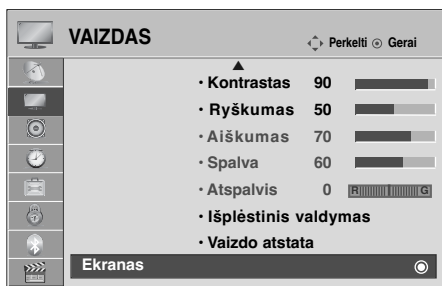 VAIZDAS
Perkelti Gerai
• Kontrastas 90
• Ryškumas 50
• Aiškumas 70
• Spalva 60
• Atspalvis 0 R G
• Išplėstinis valdymas
• Vaizdo atstata
Ekranas